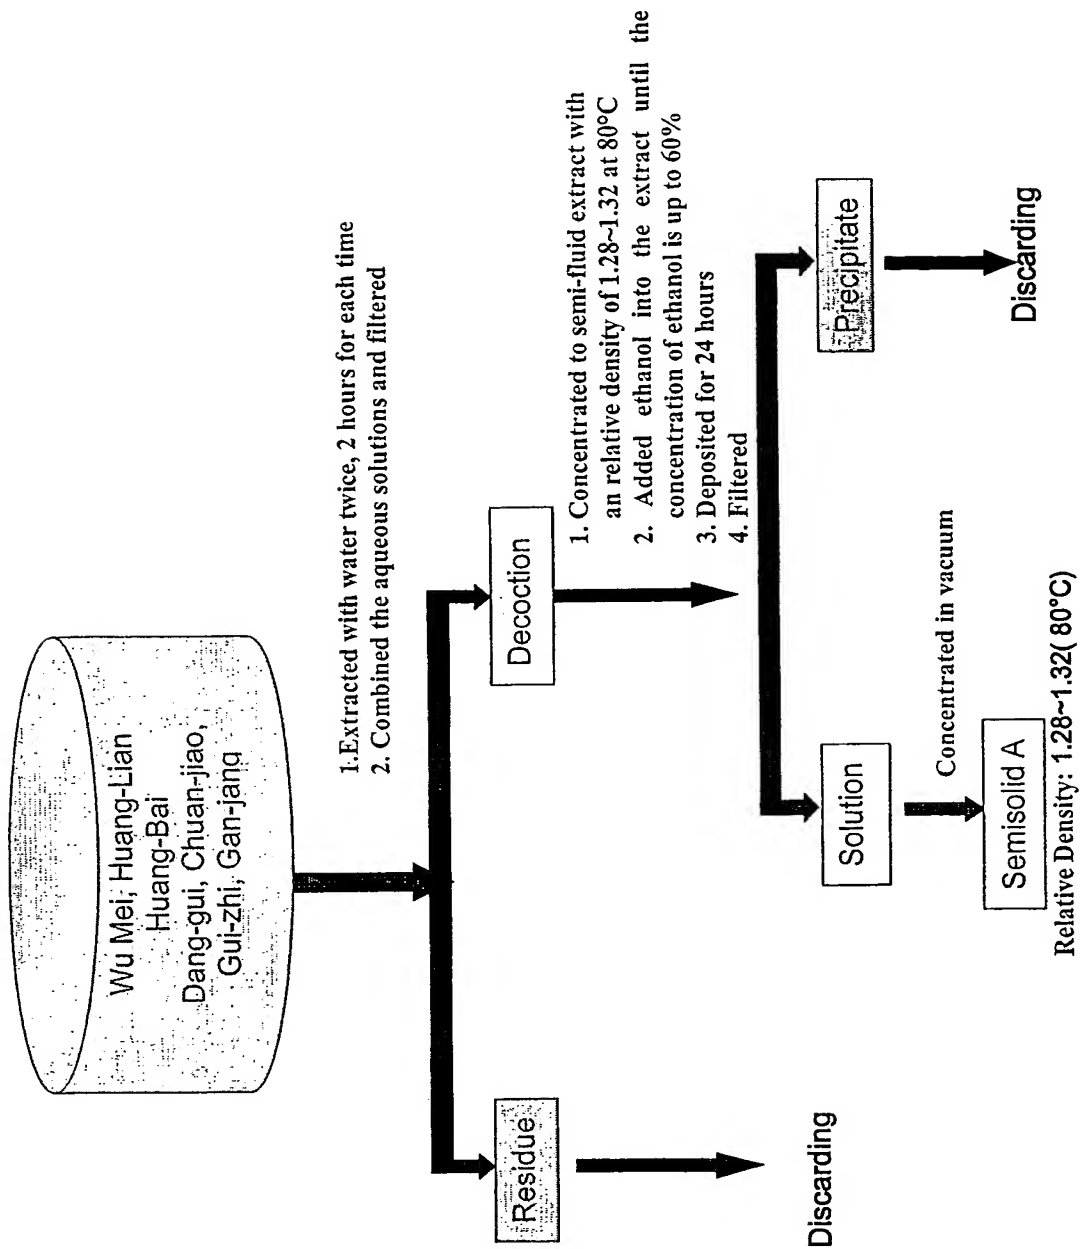 Wu Mei, Huang-Lian
Huang-Bai
Dang-gui, Chuan-jiao,
Gui-zhi, Gan-jang
1.Extracted with water twice, 2 hours for each time
2. Combined the aqueous solutions and filtered
Residue
Decoction
Discarding
1. Concentrated to semi-fluid extract with
an relative density of 1.28~1.32 at 80°C
2. Added ethanol into the extract until the
concentration of ethanol is up to 60%
3. Deposited for 24 hours
4. Filtered
Solution
Precipitate
Concentrated in vacuum
Discarding
Semisolid A
Relative Density: 1.28~1.32( 80°C)